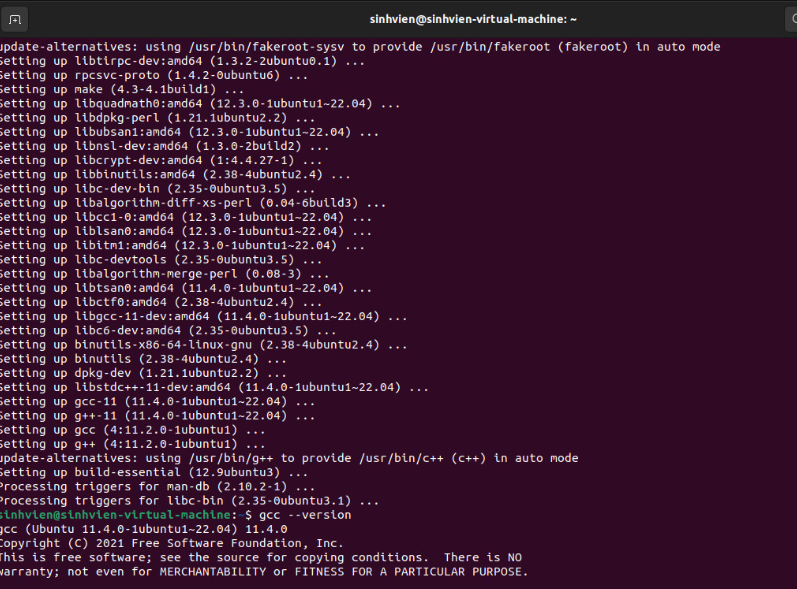 sinhvien@sinhvien-virtual-machine: ~
update-alternatives: using /usr/bin/fakeroot-sysv to provide /usr/bin/fakeroot (fakeroot) in auto mode
Setting up libtirpc-dev:amd64 (1.3.2-2ubuntu0.1) ...
Setting up rpcsvc-proto (1.4.2-0ubuntu6) ...
Setting up make (4.3-4.1build1) ...
Setting up libquadmath0:amd64 (12.3.0-1ubuntu1~22.04) ...
Setting up libdpkg-perl (1.21.1ubuntu2.2) ...
Setting up libubsan1:amd64 (12.3.0-1ubuntu1~22.04) ...
Setting up libnsl-dev:amd64 (1.3.0-2build2) ...
Setting up libcrypt-dev:amd64 (1:4.4.27-1) ...
Setting up libbinutils:amd64 (2.38-4ubuntu2.4) ...
Setting up libc-dev-bin (2.35-0ubuntu3.5) ...
Setting up libalgorithm-diff-xs-perl (0.04-6build3) ...
Setting up libcc1-0:amd64 (12.3.0-1ubuntu1~22.04) ...
Setting up liblsan0:amd64 (12.3.0-1ubuntu1~22.04) ...
Setting up libitm1:amd64 (12.3.0-1ubuntu1~22.04) ...
Setting up libc-devtools (2.35-0ubuntu3.5) ...
Setting up libalgorithm-merge-perl (0.08-3) ...
Setting up libtsan0:amd64 (11.4.0-1ubuntu1~22.04) ...
Setting up libctf0:amd64 (2.38-4ubuntu2.4) ...
Setting up libgcc-11-dev:amd64 (11.4.0-1ubuntu1~22.04) ...
Setting up libc6-dev:amd64 (2.35-0ubuntu3.5) ...
Setting up binutils-x86-64-linux-gnu (2.38-4ubuntu2.4) ...
Setting up binutils (2.38-4ubuntu2.4) ...
Setting up dpkg-dev (1.21.1ubuntu2.2) ...
Setting up libstdc++-11-dev:amd64 (11.4.0-1ubuntu1~22.04) ...
Setting up gcc-11 (11.4.0-1ubuntu1~22.04) ...
Setting up g++-11 (11.4.0-1ubuntu1~22.04) ...
Setting up gcc (4:11.2.0-1ubuntu1) ...
Setting up g++ (4:11.2.0-1ubuntu1) ...
update-alternatives: using /usr/bin/g++ to provide /usr/bin/c++ (c++) in auto mode
Setting up build-essential (12.9ubuntu3) ...
Processing triggers for man-db (2.10.2-1) ...
Processing triggers for libc-bin (2.35-0ubuntu3.1) ...
sinhvien@sinhvien-virtual-machine:~$ gcc --version
gcc (Ubuntu 11.4.0-1ubuntu1~22.04) 11.4.0
Copyright (C) 2021 Free Software Foundation, Inc.
This is free software; see the source for copying conditions.  There is NO
warranty; not even for MERCHANTABILITY or FITNESS FOR A PARTICULAR PURPOSE.